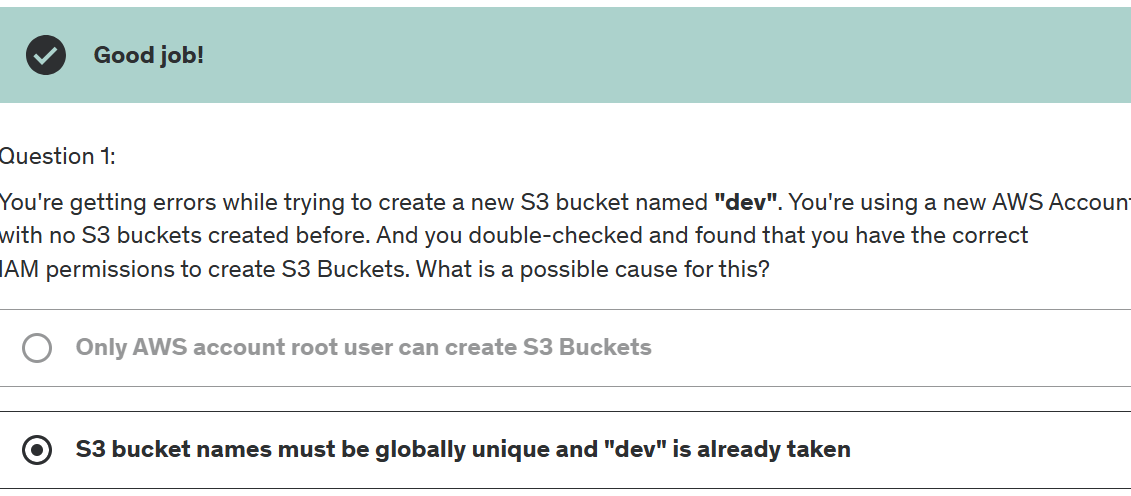 Good job!
Question 1:
You're getting errors while trying to create a new S3 bucket named "dev". You're using a new AWS Account
with no S3 buckets created before. And you double-checked and found that you have the correct
IAM permissions to create S3 Buckets. What is a possible cause for this?
Only AWS account root user can create S3 Buckets
S3 bucket names must be globally unique and "dev" is already taken